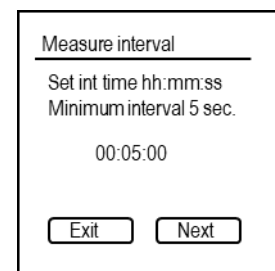 Measure interval
Set int time hh:mm:ss
Minimum interval 5 sec.
00:05:00
Exit Next